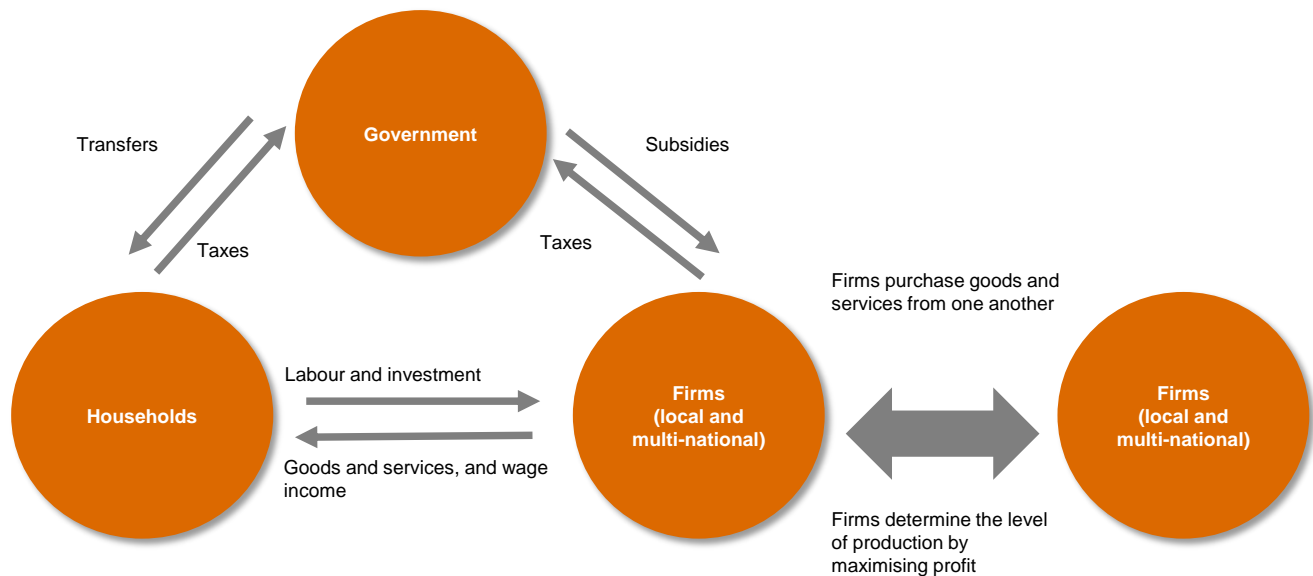 Government
Transfers
Subsidies
Taxes
Taxes
Firms purchase goods and
services from one another
Labour and investment
Households
Firms
(local and
multi-national)
Firms
(local and
multi-national)
Goods and services, and wage
income
Firms determine the level
of production by
maximising profit